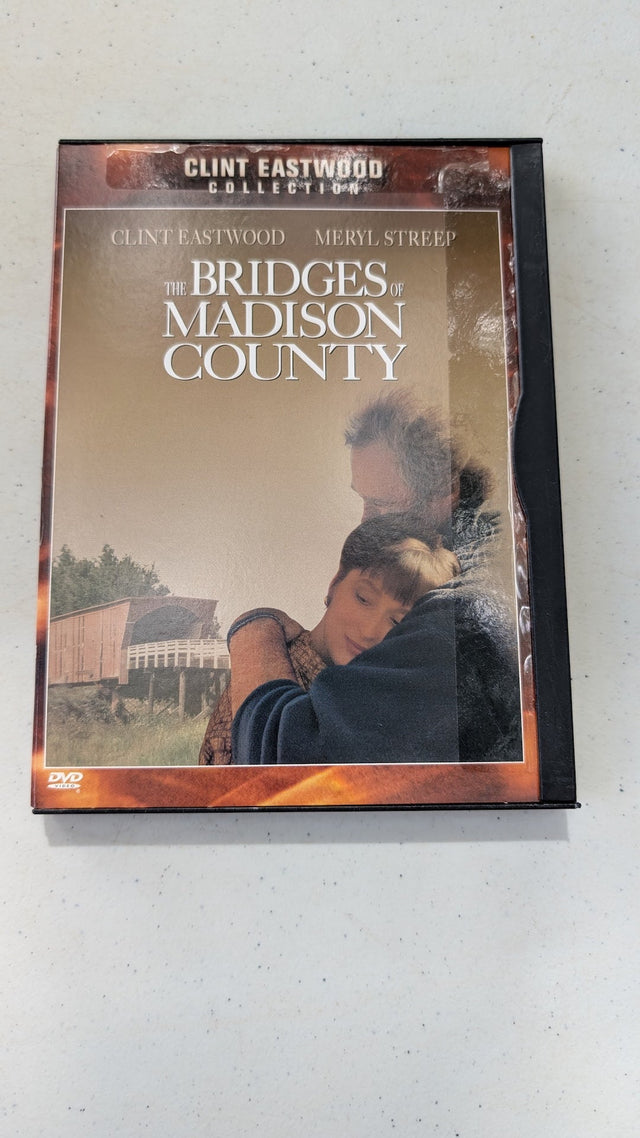 CLINT EASTWOOD
COLLECTION
CLINT EASTWOOD MERYL STREEP
THE BRIDGES OF
MADISON
COUNTY
DVD
VIDEO